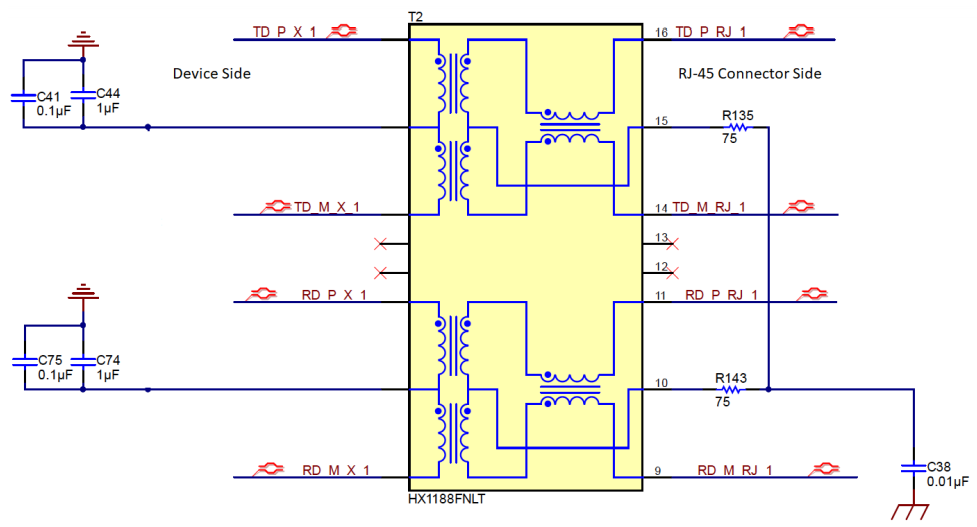 T2
TD_P_X_1
16
TD_P_RJ_1
Device Side
RJ-45 Connector Side
C41
0.1µF
C44
1µF
15
R135
75
TD_M_X_1
14
TD_M_RJ_1
13
12
RD_P_X_1
11
RD_P_RJ_1
C75
0.1µF
C74
1µF
10
R143
75
RD_M_X_1
9
RD_M_RJ_1
C38
0.01µF
HX1188FNLT